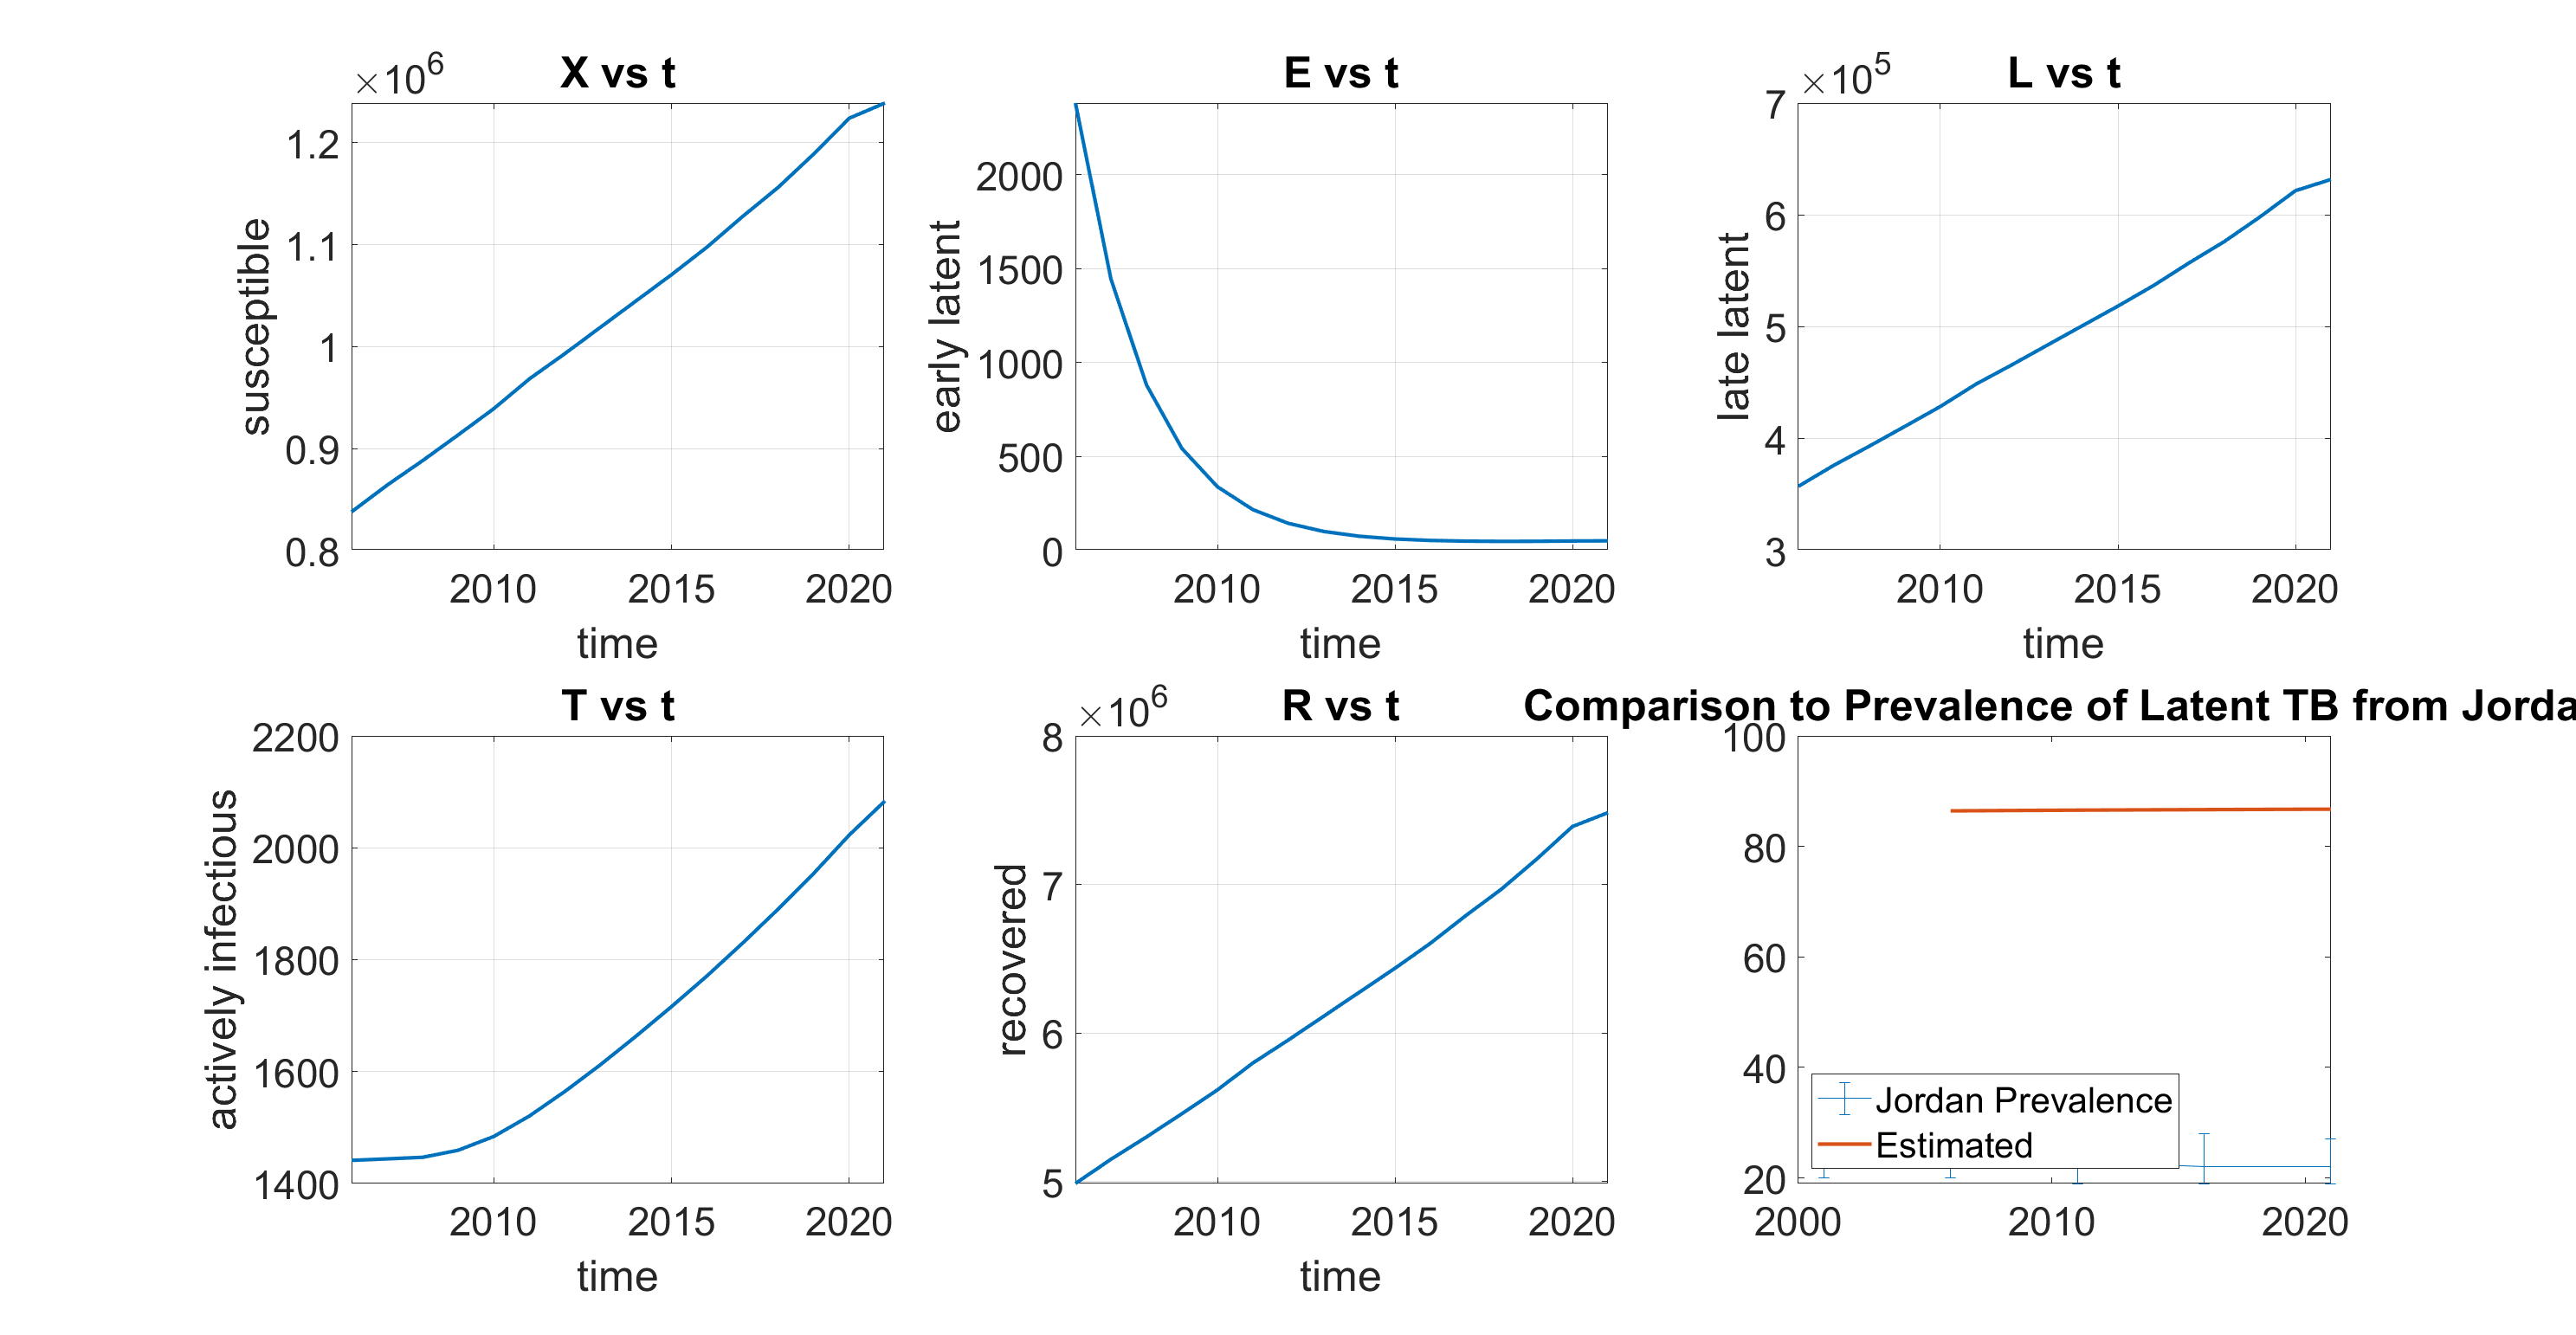 X vs t
×10^6
susceptible
1.2
1.1
1
0.9
0.8
2010 2015 2020
time
E vs t
early latent
2000
1500
1000
500
0
2010 2015 2020
time
L vs t
×10^5
late latent
7
6
5
4
3
2010 2015 2020
time
T vs t
actively infectious
2200
2000
1800
1600
1400
2010 2015 2020
time
R vs t
×10^6
recovered
8
7
6
5
2010 2015 2020
time
Comparison to Prevalence of Latent TB from Jorda
100
80
60
40
20
2000 2010 2020
Jordan Prevalence
Estimated